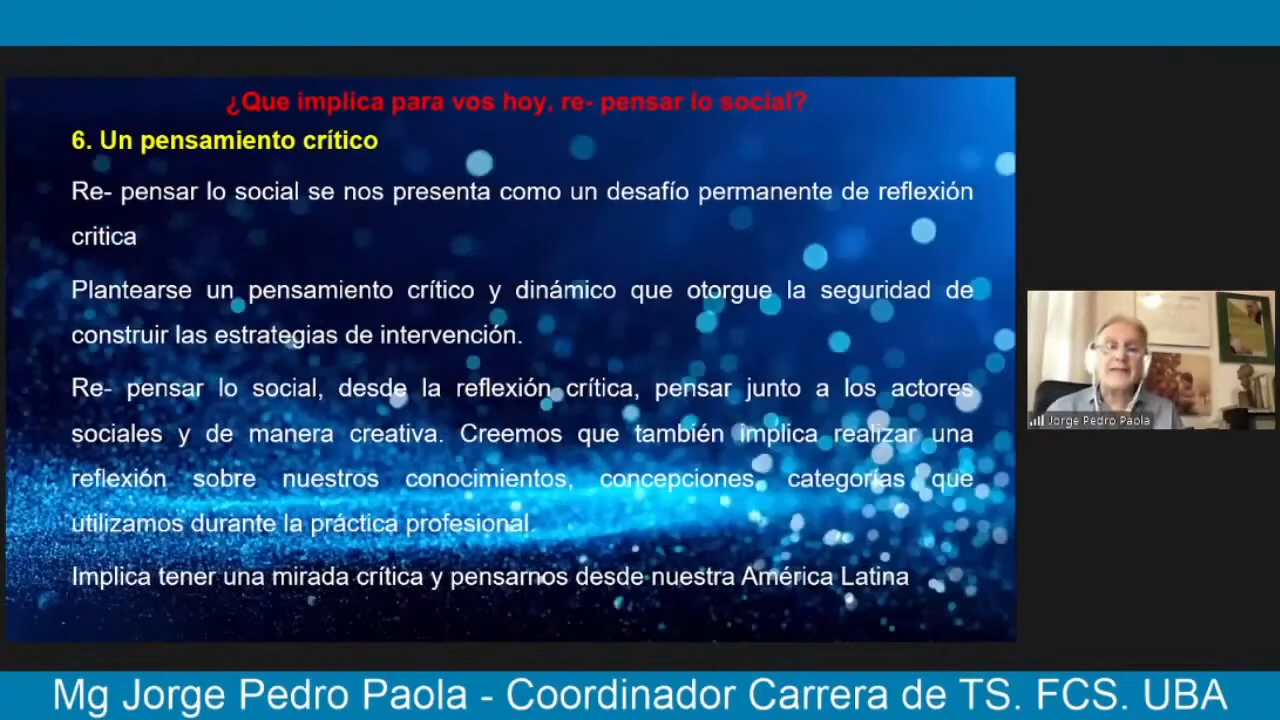 ¿Que implica para vos hoy, re- pensar lo social?
6. Un pensamiento crítico
Re- pensar lo social se nos presenta como un desafío permanente de reflexión
critica
Plantearse un pensamiento crítico y dinámico que otorgue la seguridad de
construir las estrategias de intervención.
Re- pensar lo social, desde la reflexión crítica, pensar junto a los actores
sociales y de manera creativa. Creemos que también implica realizar una
reflexión sobre nuestros conocimientos, concepciones, categorías que
utilizamos durante la práctica profesional.
Implica tener una mirada crítica y pensarnos desde nuestra América Latina
Jorge Pedro Paola
Mg Jorge Pedro Paola - Coordinador Carrera de TS. FCS. UBA